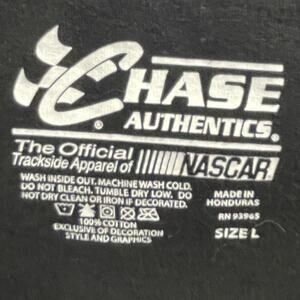 CHASE
AUTHENTICS®
The Official
Trackside Apparel of NASCAR.
WASH INSIDE OUT. MACHINE WASH COLD.
DO NOT BLEACH. TUMBLE DRY LOW. DO
NOT DRY CLEAN OR IRON IF DECORATED.
100% COTTON
EXCLUSIVE OF DECORATION
STYLE AND GRAPHICS
MADE IN
HONDURAS
RN 93965
SIZE L